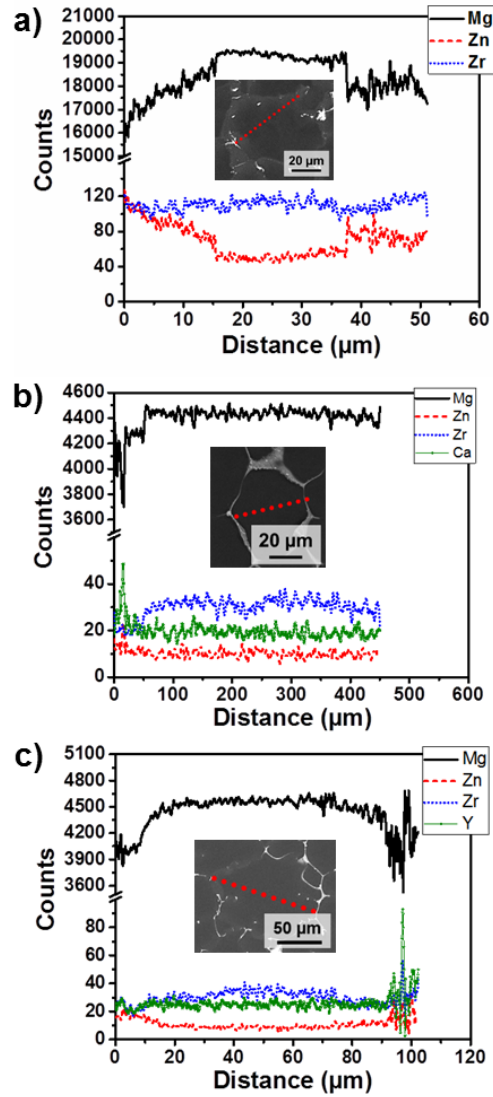 a)
Mg
Zn
Zr
21000
20000
19000
18000
17000
16000
15000
120
80
40
0
Counts
20 µm
0 10 20 30 40 50 60
Distance (µm)
b)
Mg
Zn
Zr
Ca
4600
4400
4200
4000
3800
3600
40
20
0
Counts
20 µm
0 100 200 300 400 500 600
Distance (µm)
c)
Mg
Zn
Zr
Y
5100
4800
4500
4200
3900
3600
80
60
40
20
0
Counts
50 µm
0 20 40 60 80 100 120
Distance (µm)